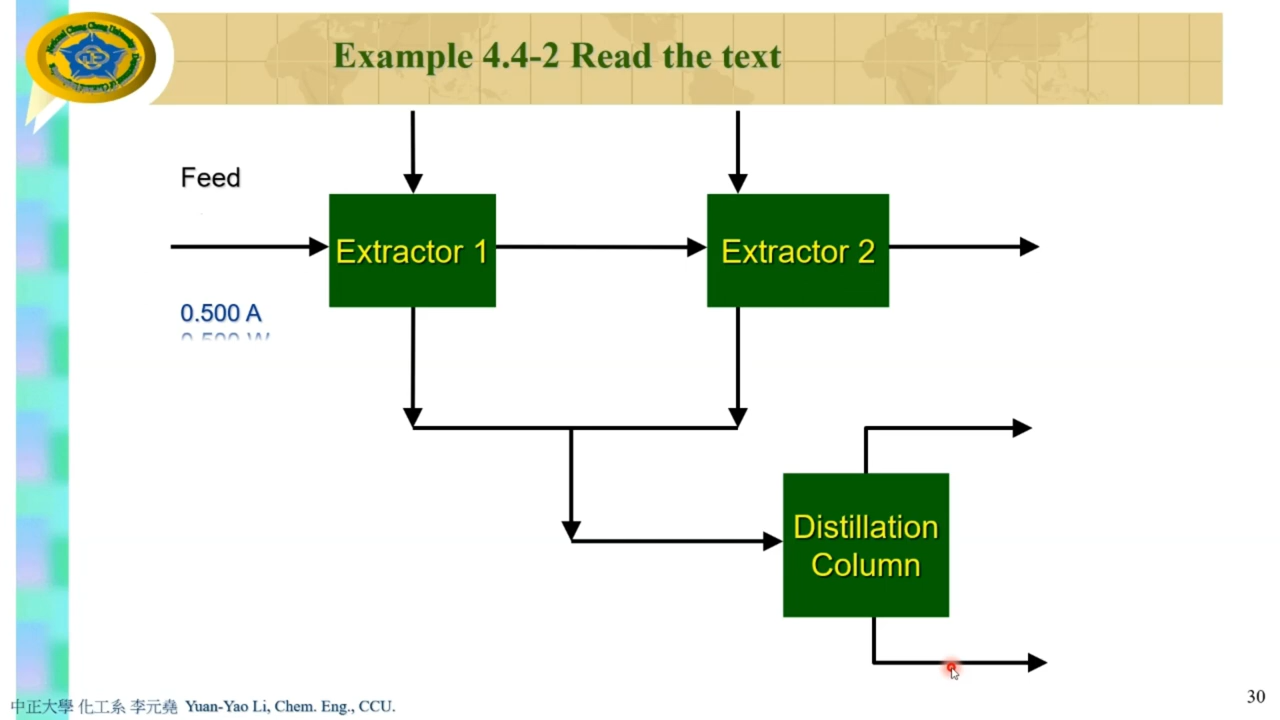 Example 4.4-2 Read the text
Feed
Extractor 1
Extractor 2
0.500 A
Distillation
Column
中正大學 化工系 李元堯 Yuan-Yao Li, Chem. Eng., CCU.
30